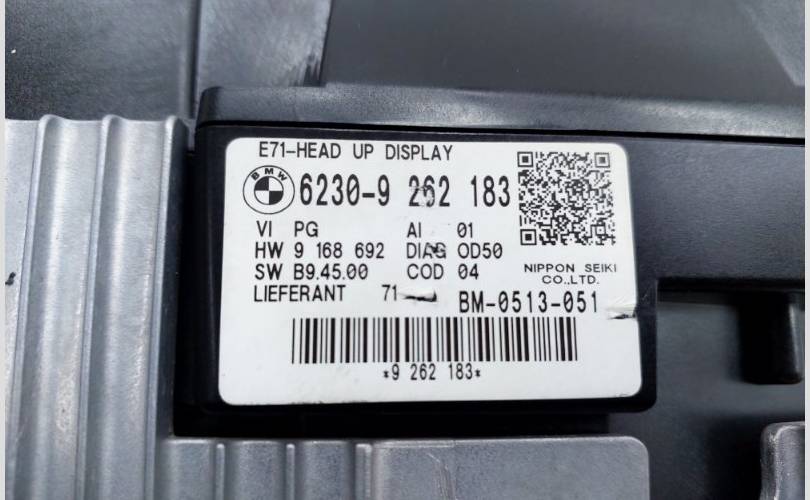 E71-HEAD UP DISPLAY
BMW 6230-9 262 183
VI PG AI 01
HW 9 168 692 DIAG OD50
SW B9.45.00 COD 04
NIPPON SEIKI
CO.,LTD.
LIEFERANT 71
BM-0513-051
*9 262 183*